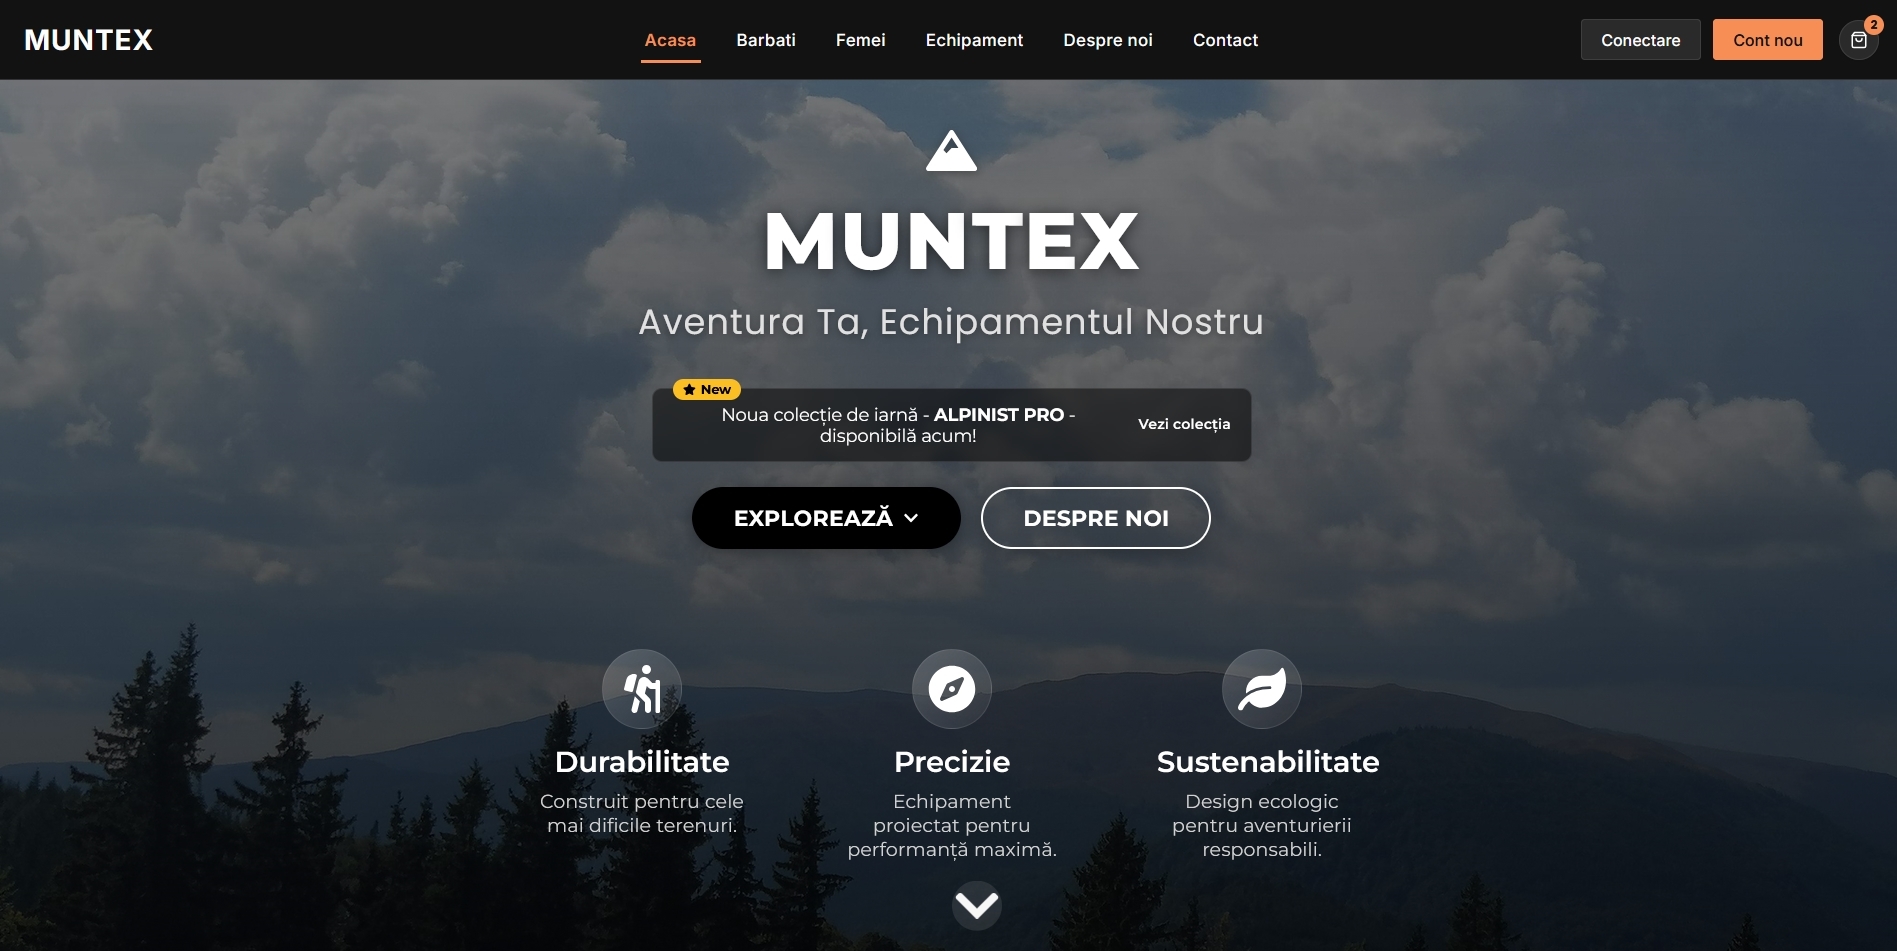 MUNTEX
Acasa
Barbati
Femei
Echipament
Despre noi
Contact
Conectare
Cont nou
2
MUNTEX
Aventura Ta, Echipamentul Nostru
New
Noua colecție de iarnă - ALPINIST PRO -
disponibilă acum!
Vezi colecția
EXPLOREAZĂ
DESPRE NOI
Durabilitate
Construit pentru cele
mai dificile terenuri.
Precizie
Echipament
proiectat pentru
performanță maximă.
Sustenabilitate
Design ecologic
pentru aventurierii
responsabili.